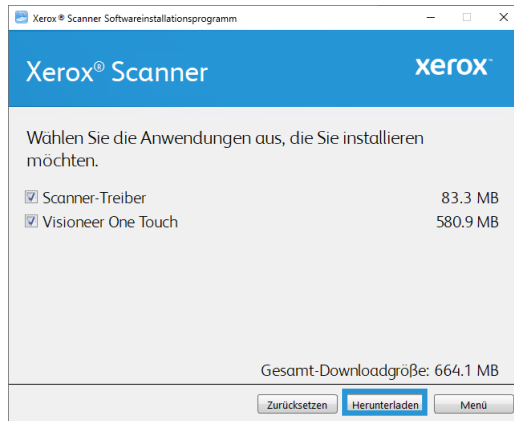 Xerox® Scanner Softwareinstallationsprogramm
Xerox® Scanner
xerox™
Wählen Sie die Anwendungen aus, die Sie installieren
möchten.
Scanner-Treiber 83.3 MB
Visioneer One Touch 580.9 MB
Gesamt-Downloadgröße: 664.1 MB
Zurücksetzen Herunterladen Menü